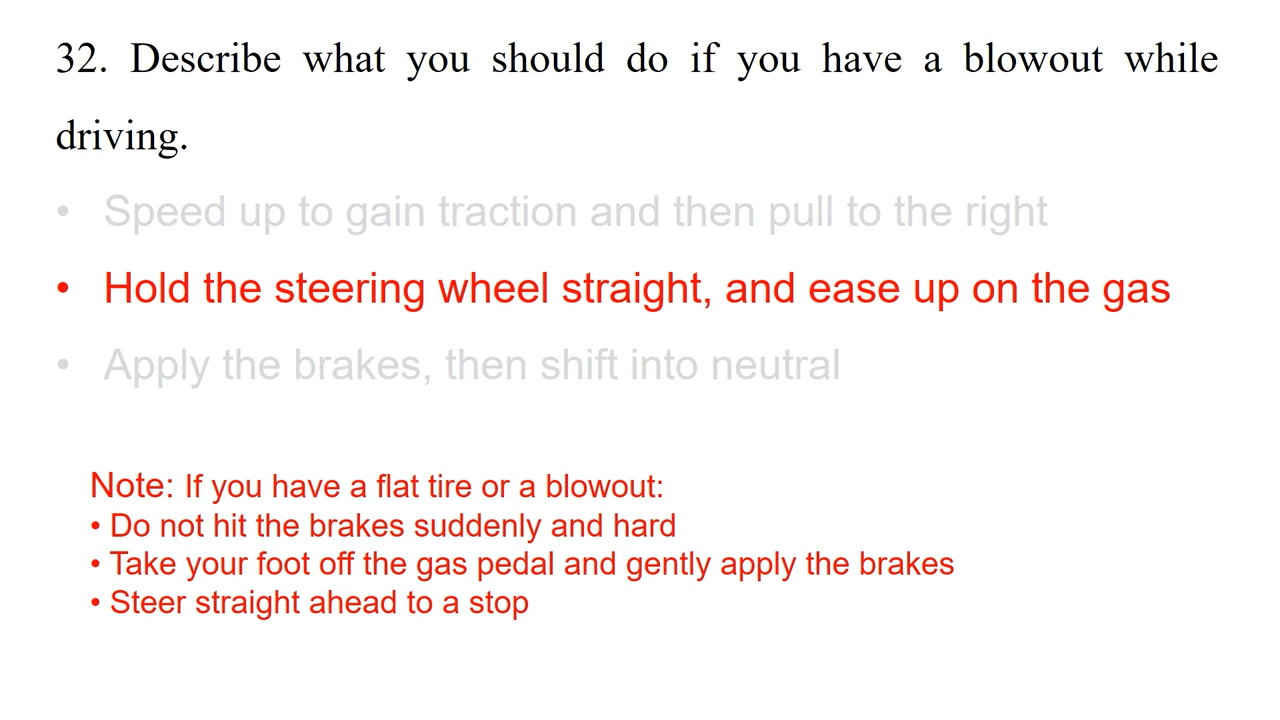 32. Describe what you should do if you have a blowout while
driving.
• Speed up to gain traction and then pull to the right
• Hold the steering wheel straight, and ease up on the gas
• Apply the brakes, then shift into neutral
Note: If you have a flat tire or a blowout:
• Do not hit the brakes suddenly and hard
• Take your foot off the gas pedal and gently apply the brakes
• Steer straight ahead to a stop